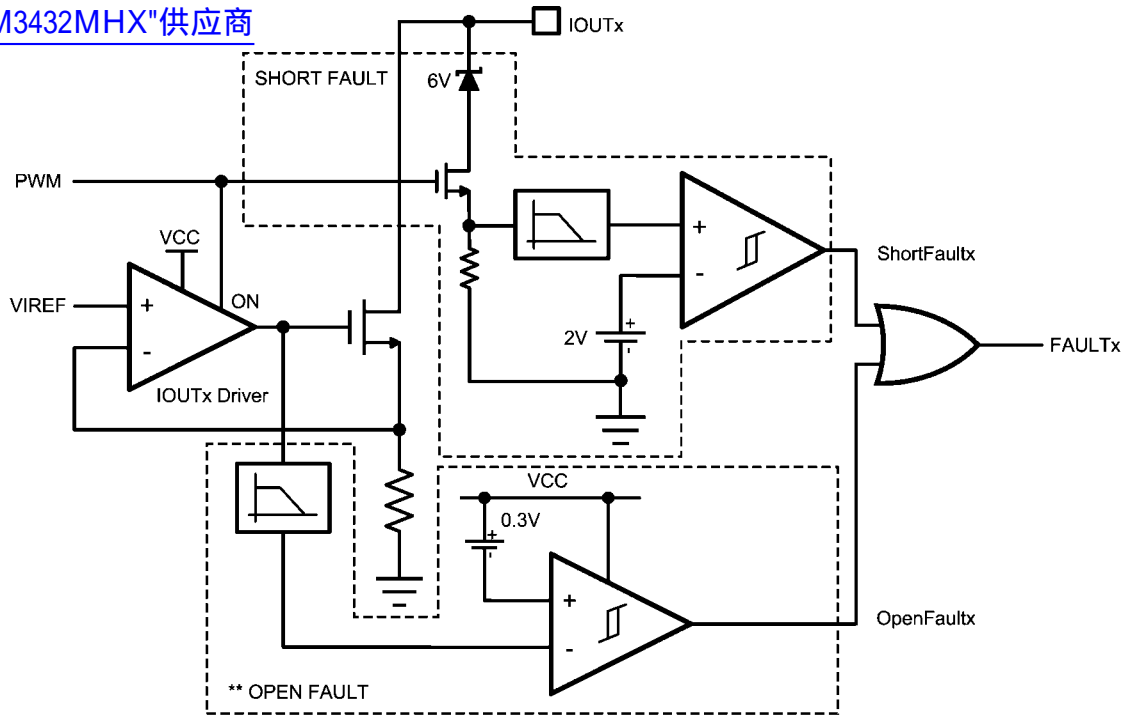 M3432MHX"供应商
IOUTx
SHORT FAULT
6V
PWM
VCC
+
-
ShortFaultx
VIREF
ON
+
-
2V
+
-
FAULTx
IOUTx Driver
VCC
0.3V
+
-
+
-
OpenFaultx
** OPEN FAULT